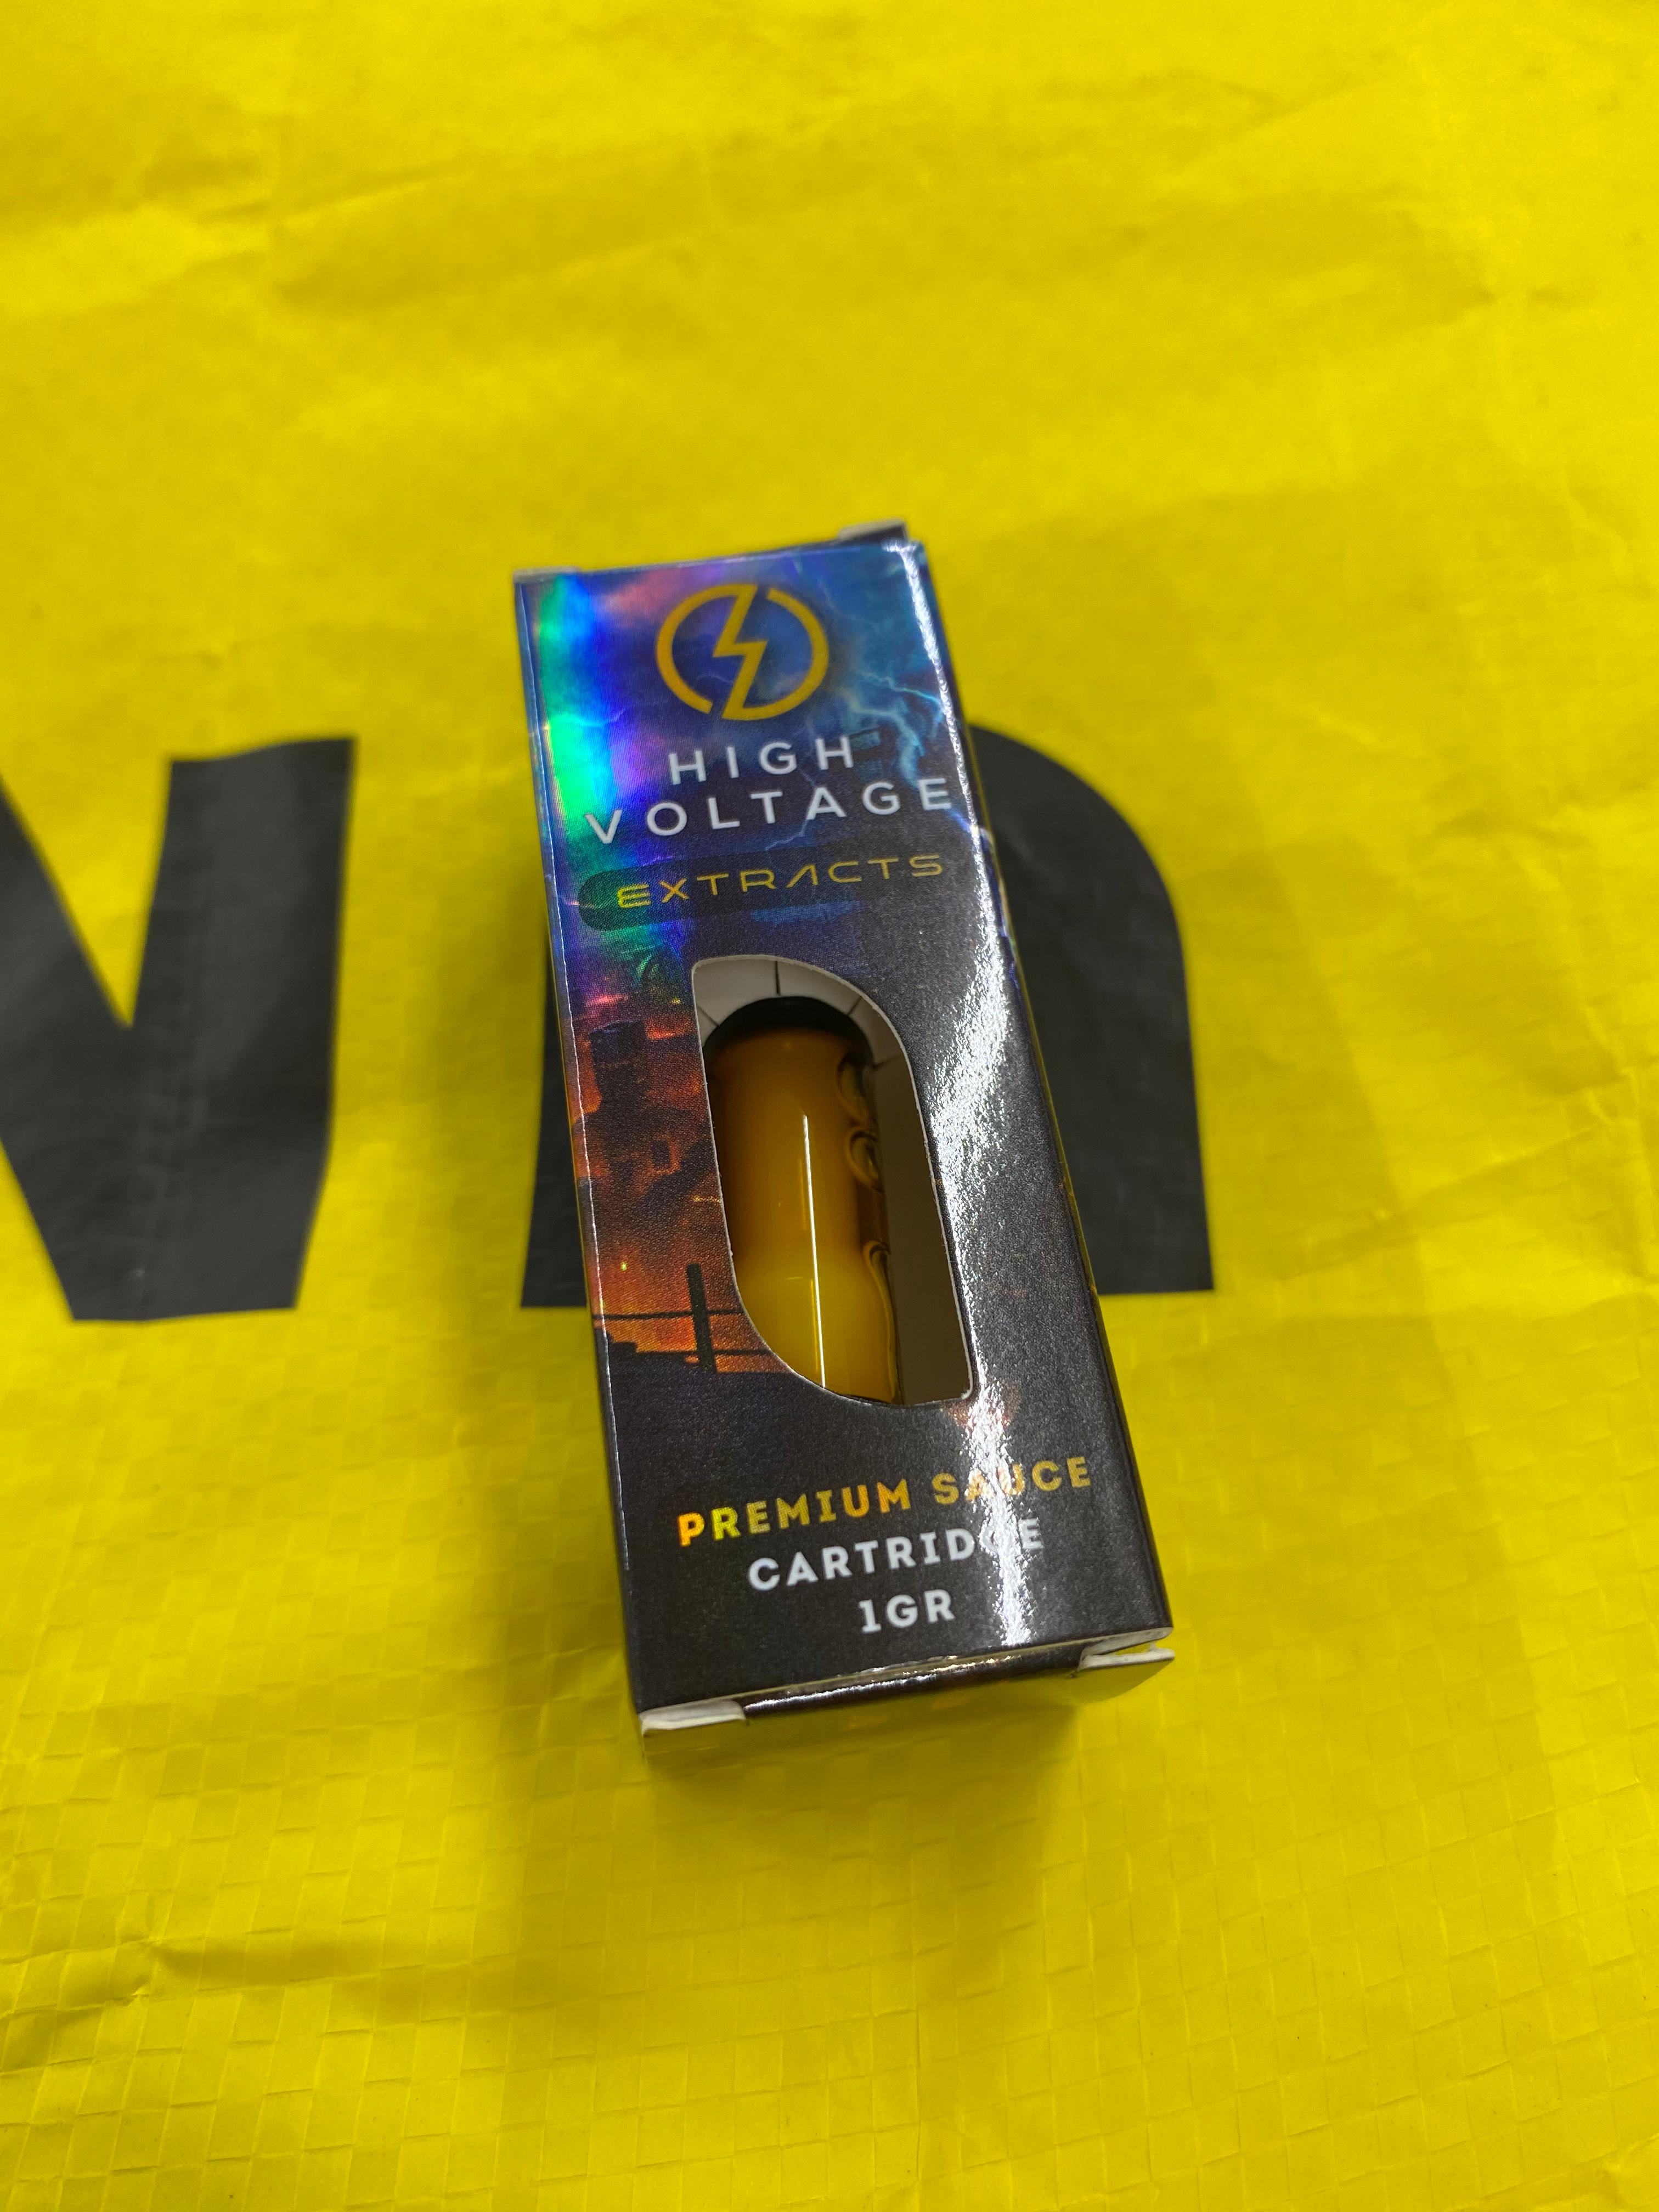 HIGH
VOLTAGE
EXTRACTS
PREMIUM SAUCE
CARTRIDGE
1GR